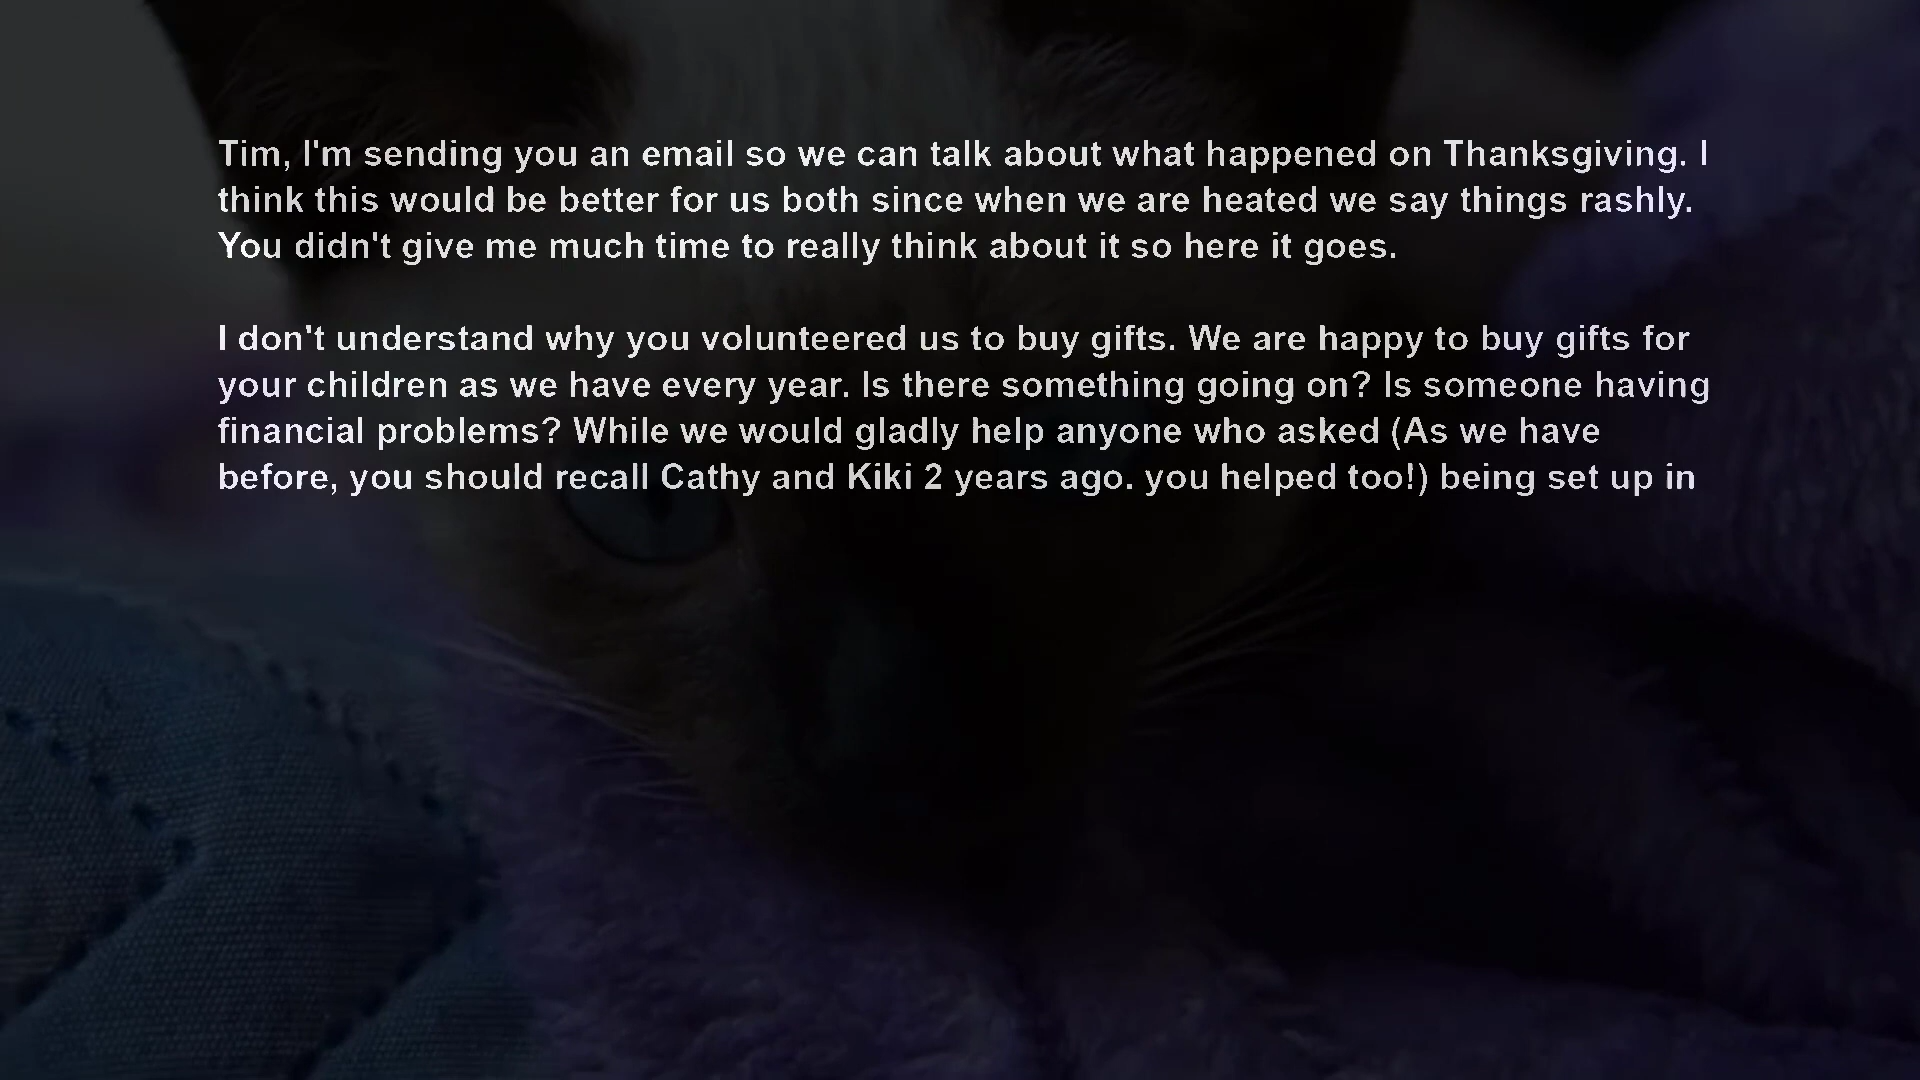 Tim, I'm sending you an email so we can talk about what happened on Thanksgiving. I
think this would be better for us both since when we are heated we say things rashly.
You didn't give me much time to really think about it so here it goes.
I don't understand why you volunteered us to buy gifts. We are happy to buy gifts for
your children as we have every year. Is there something going on? Is someone having
financial problems? While we would gladly help anyone who asked (As we have
before, you should recall Cathy and Kiki 2 years ago. you helped too!) being set up in